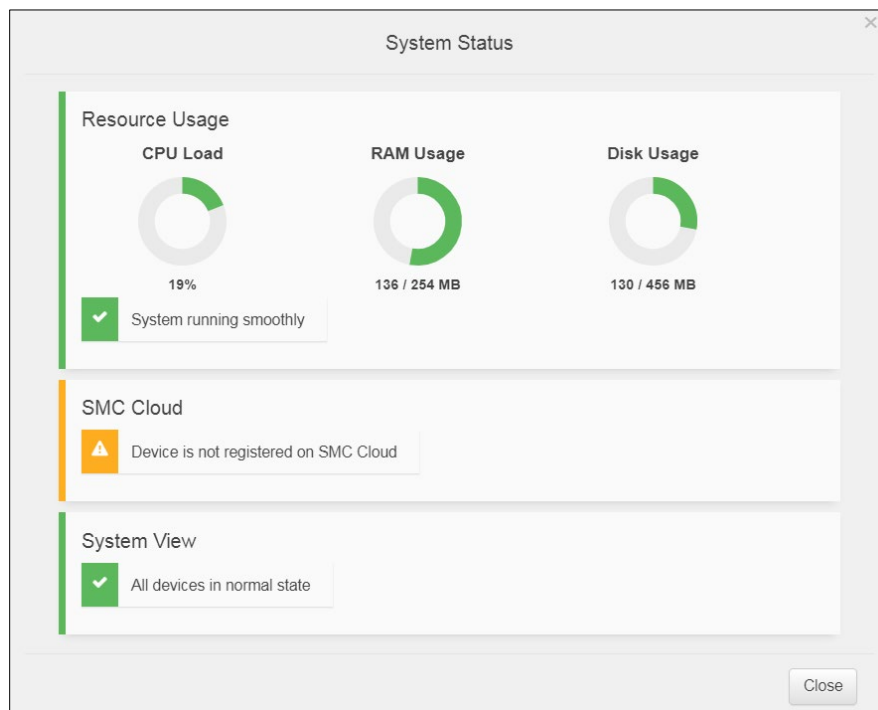 System Status
×
Resource Usage
CPU Load
RAM Usage
Disk Usage
19%
136 / 254 MB
130 / 456 MB
System running smoothly
SMC Cloud
Device is not registered on SMC Cloud
System View
All devices in normal state
Close